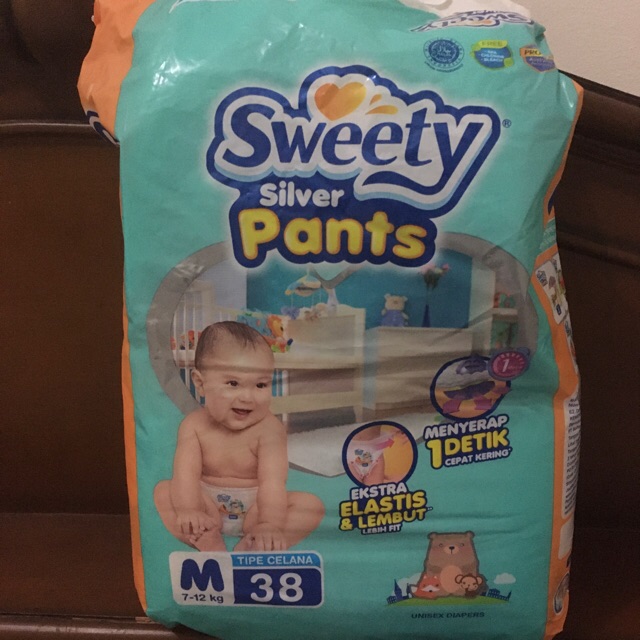 Sweety®
Silver
Pants
MENYERAP
1 DETIK
CEPAT KERING*
EKSTRA
ELASTIS
& LEMBUT**
LEBIH FIT
M
7-12 kg
TIPE CELANA
38
UNISEX DIAPERS